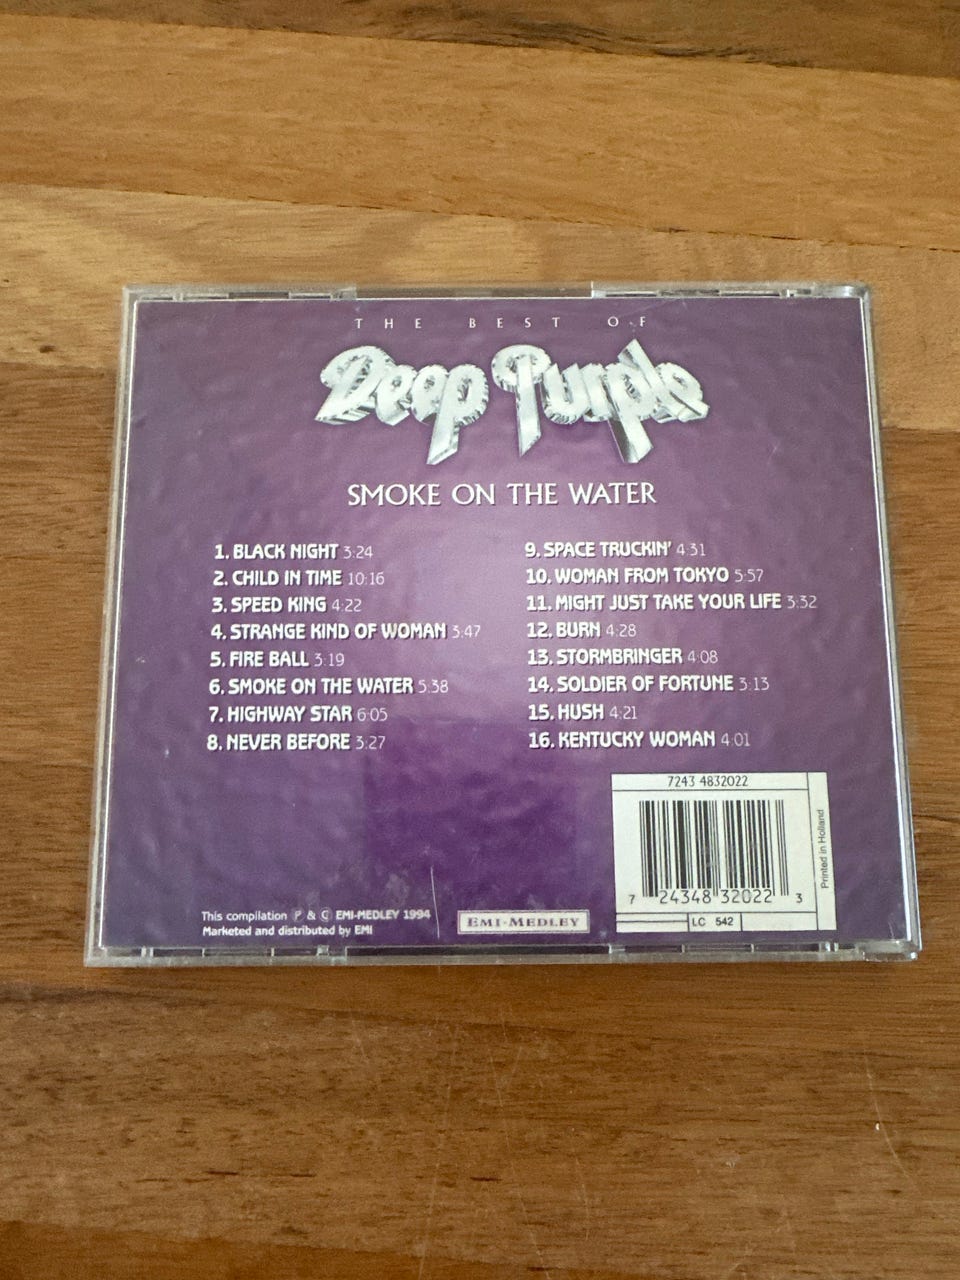 THE BEST OF
Deep Purple
SMOKE ON THE WATER
1. BLACK NIGHT 3:24
2. CHILD IN TIME 10:16
3. SPEED KING 4:22
4. STRANGE KIND OF WOMAN 3:47
5. FIRE BALL 3:19
6. SMOKE ON THE WATER 5:38
7. HIGHWAY STAR 6:05
8. NEVER BEFORE 3:27
9. SPACE TRUCKIN' 4:31
10. WOMAN FROM TOKYO 5:57
11. MIGHT JUST TAKE YOUR LIFE 3:32
12. BURN 4:28
13. STORMBRINGER 4:08
14. SOLDIER OF FORTUNE 3:13
15. HUSH 4:21
16. KENTUCKY WOMAN 4:01
This compilation Ⓟ & © EMI-MEDLEY 1994
Marketed and distributed by EMI
EMI-MEDLEY
7243 4832022
7 24348 32022 3
LC 542
Printed in Holland